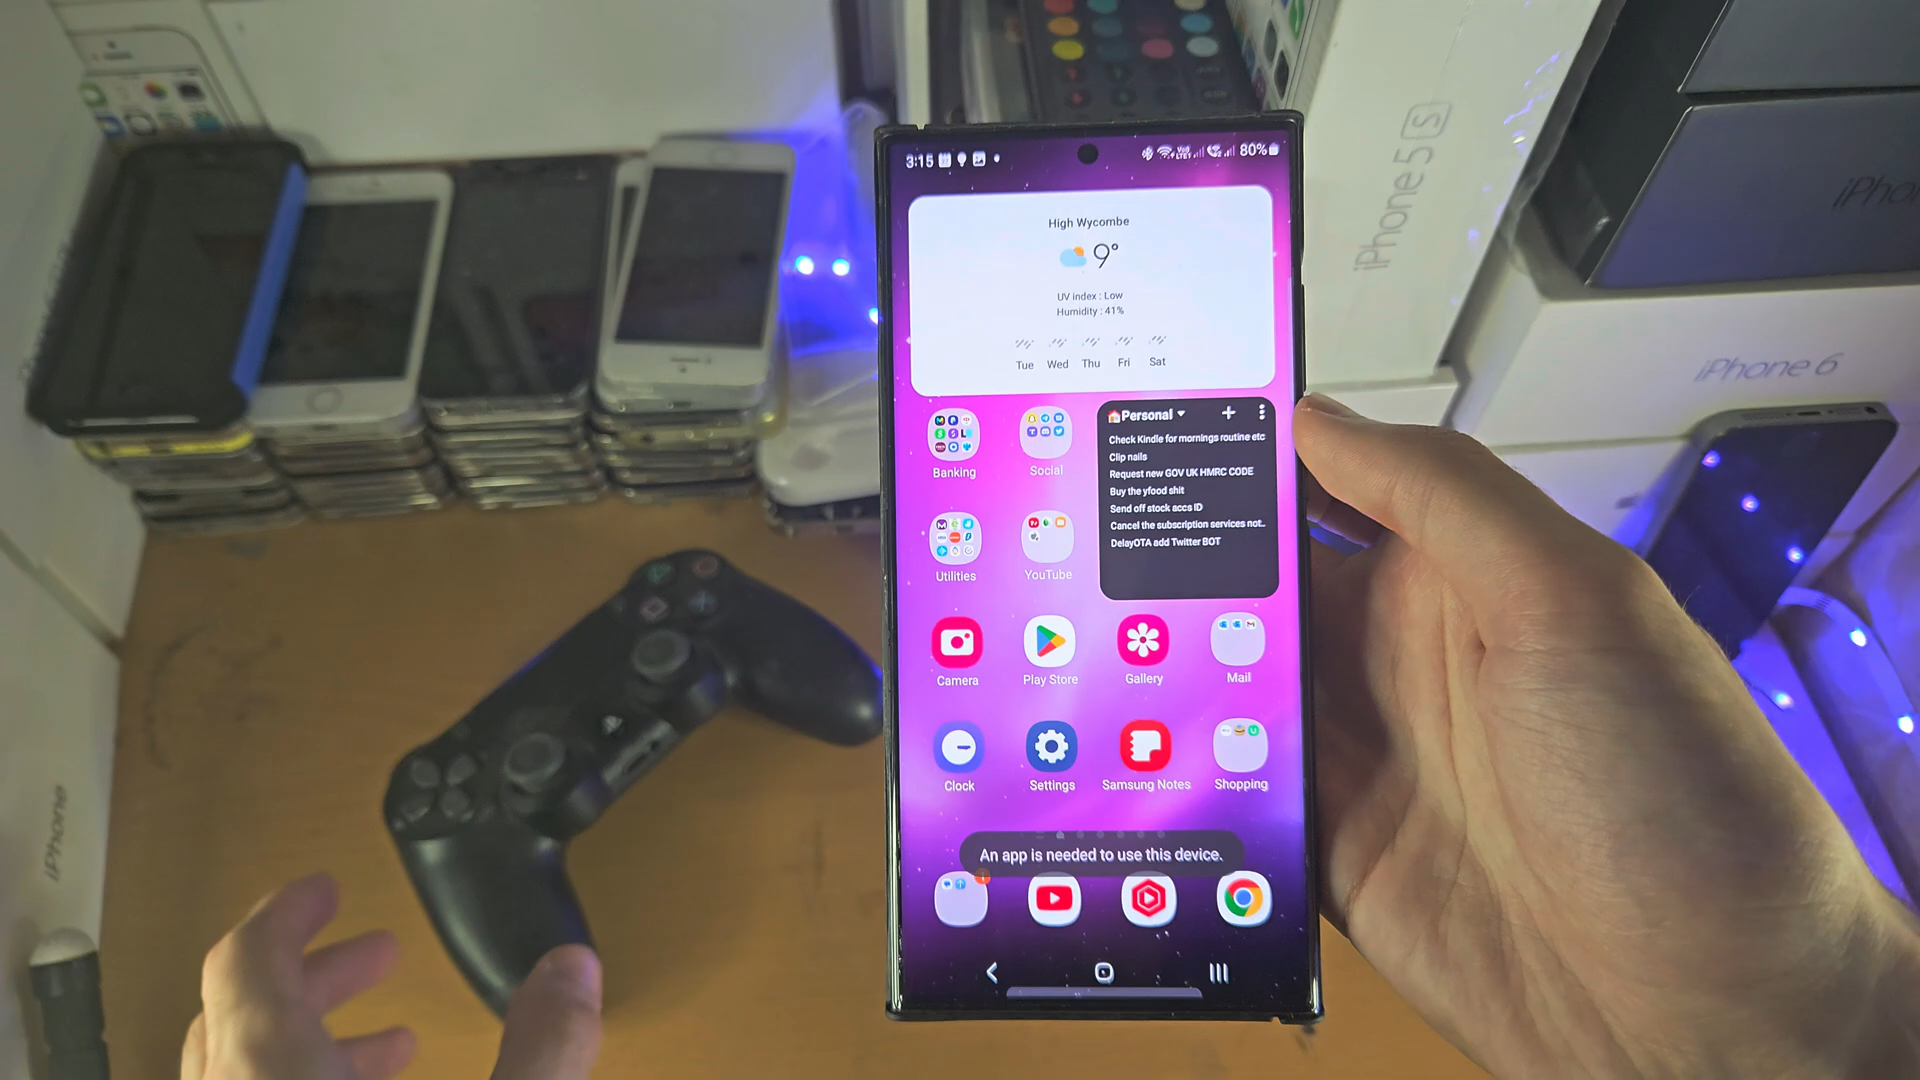 3:15
80%
High Wycombe
9°
UV index : Low
Humidity : 41%
Tue Wed Thu Fri Sat
Banking
Social
Personal
Check Kindle for mornings routine etc
Clip nails
Request new GOV UK HMRC CODE
Buy the yfood shit
Send off stock accs ID
Cancel the subscription services not..
DelayOTA add Twitter BOT
Utilities
YouTube
Camera
Play Store
Gallery
Mail
Clock
Settings
Samsung Notes
Shopping
An app is needed to use this device.
iPhone 5 S
iPhone 6
iPhone